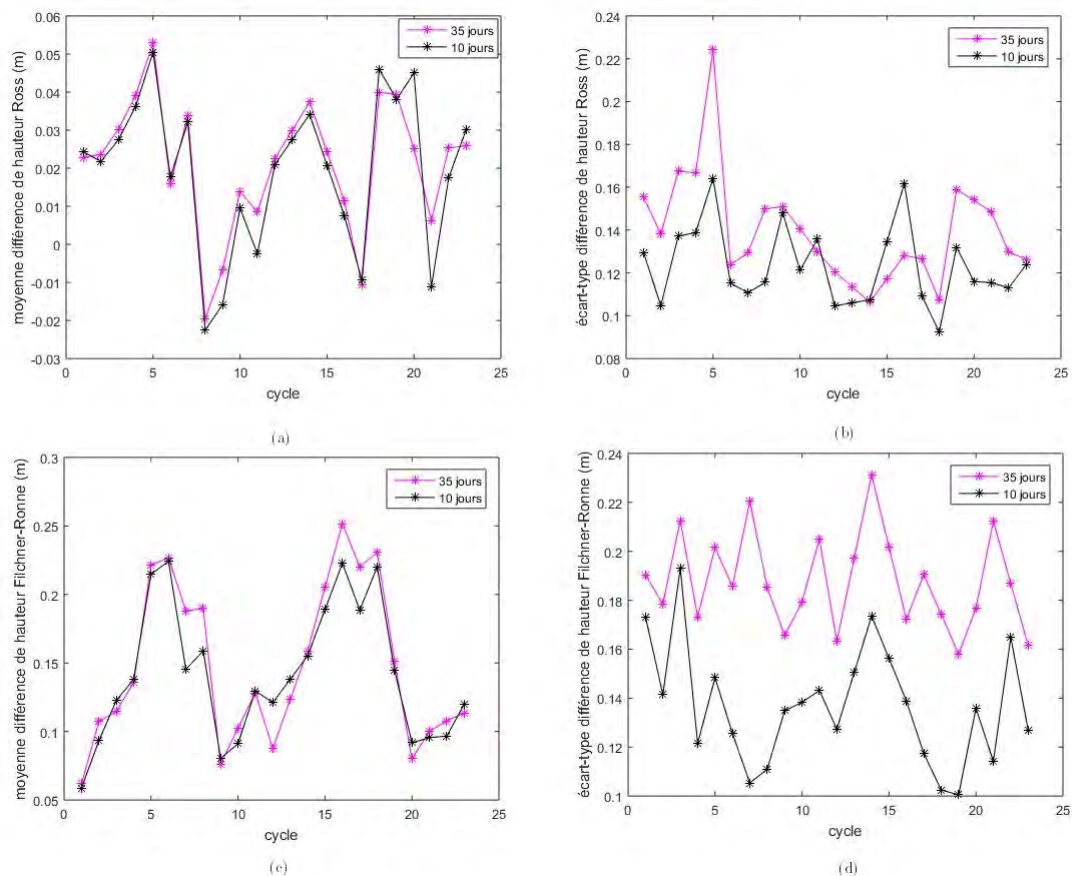 0.06
0.05
0.04
0.03
0.02
0.01
0
-0.01
-0.02
-0.03
0
5
10
15
20
25
moyenne différence de hauteur Ross (m)
cycle
35 jours
10 jours
(a)
0.24
0.22
0.2
0.18
0.16
0.14
0.12
0.1
0.08
0
5
10
15
20
25
écart-type différence de hauteur Ross (m)
cycle
35 jours
10 jours
(b)
0.3
0.25
0.2
0.15
0.1
0.05
0
5
10
15
20
25
moyenne différence de hauteur Filchner-Ronne (m)
cycle
35 jours
10 jours
(c)
0.24
0.22
0.2
0.18
0.16
0.14
0.12
0.1
0
5
10
15
20
25
écart-type différence de hauteur Filchner-Ronne (m)
cycle
35 jours
10 jours
(d)